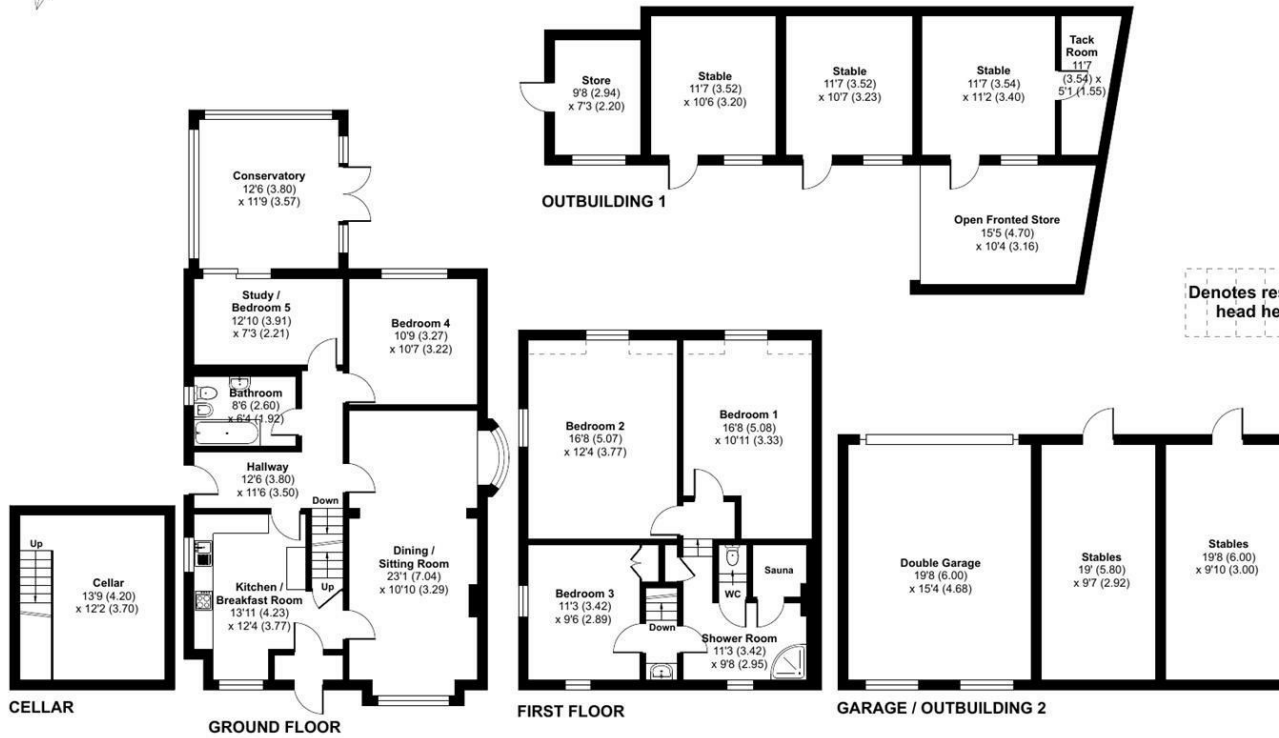 Store
9'8 (2.94)
x 7'3 (2.20)
Stable
11'7 (3.52)
x 10'6 (3.20)
Stable
11'7 (3.52)
x 10'7 (3.23)
Stable
11'7 (3.54)
x 11'2 (3.40)
Tack
Room
11'7
(3.54) x
5'1 (1.55)
OUTBUILDING 1
Open Fronted Store
15'5 (4.70)
x 10'4 (3.16)
Conservatory
12'6 (3.80)
x 11'9 (3.57)
Study /
Bedroom 5
12'10 (3.91)
x 7'3 (2.21)
Bedroom 4
10'9 (3.27)
x 10'7 (3.22)
Bathroom
8'6 (2.60)
x 6'4 (1.92)
Hallway
12'6 (3.80)
x 11'6 (3.50)
Down
Up
Kitchen /
Breakfast Room
13'11 (4.23)
x 12'4 (3.77)
Dining /
Sitting Room
23'1 (7.04)
x 10'10 (3.29)
GROUND FLOOR
Up
Cellar
13'9 (4.20)
x 12'2 (3.70)
CELLAR
Bedroom 2
16'8 (5.07)
x 12'4 (3.77)
Bedroom 1
16'8 (5.08)
x 10'11 (3.33)
Bedroom 3
11'3 (3.42)
x 9'6 (2.89)
Down
WC
Sauna
Shower Room
11'3 (3.42)
x 9'8 (2.95)
FIRST FLOOR
Denotes res
head he
Double Garage
19'8 (6.00)
x 15'4 (4.68)
Stables
19' (5.80)
x 9'7 (2.92)
Stables
19'8 (6.00)
x 9'10 (3.00)
GARAGE / OUTBUILDING 2